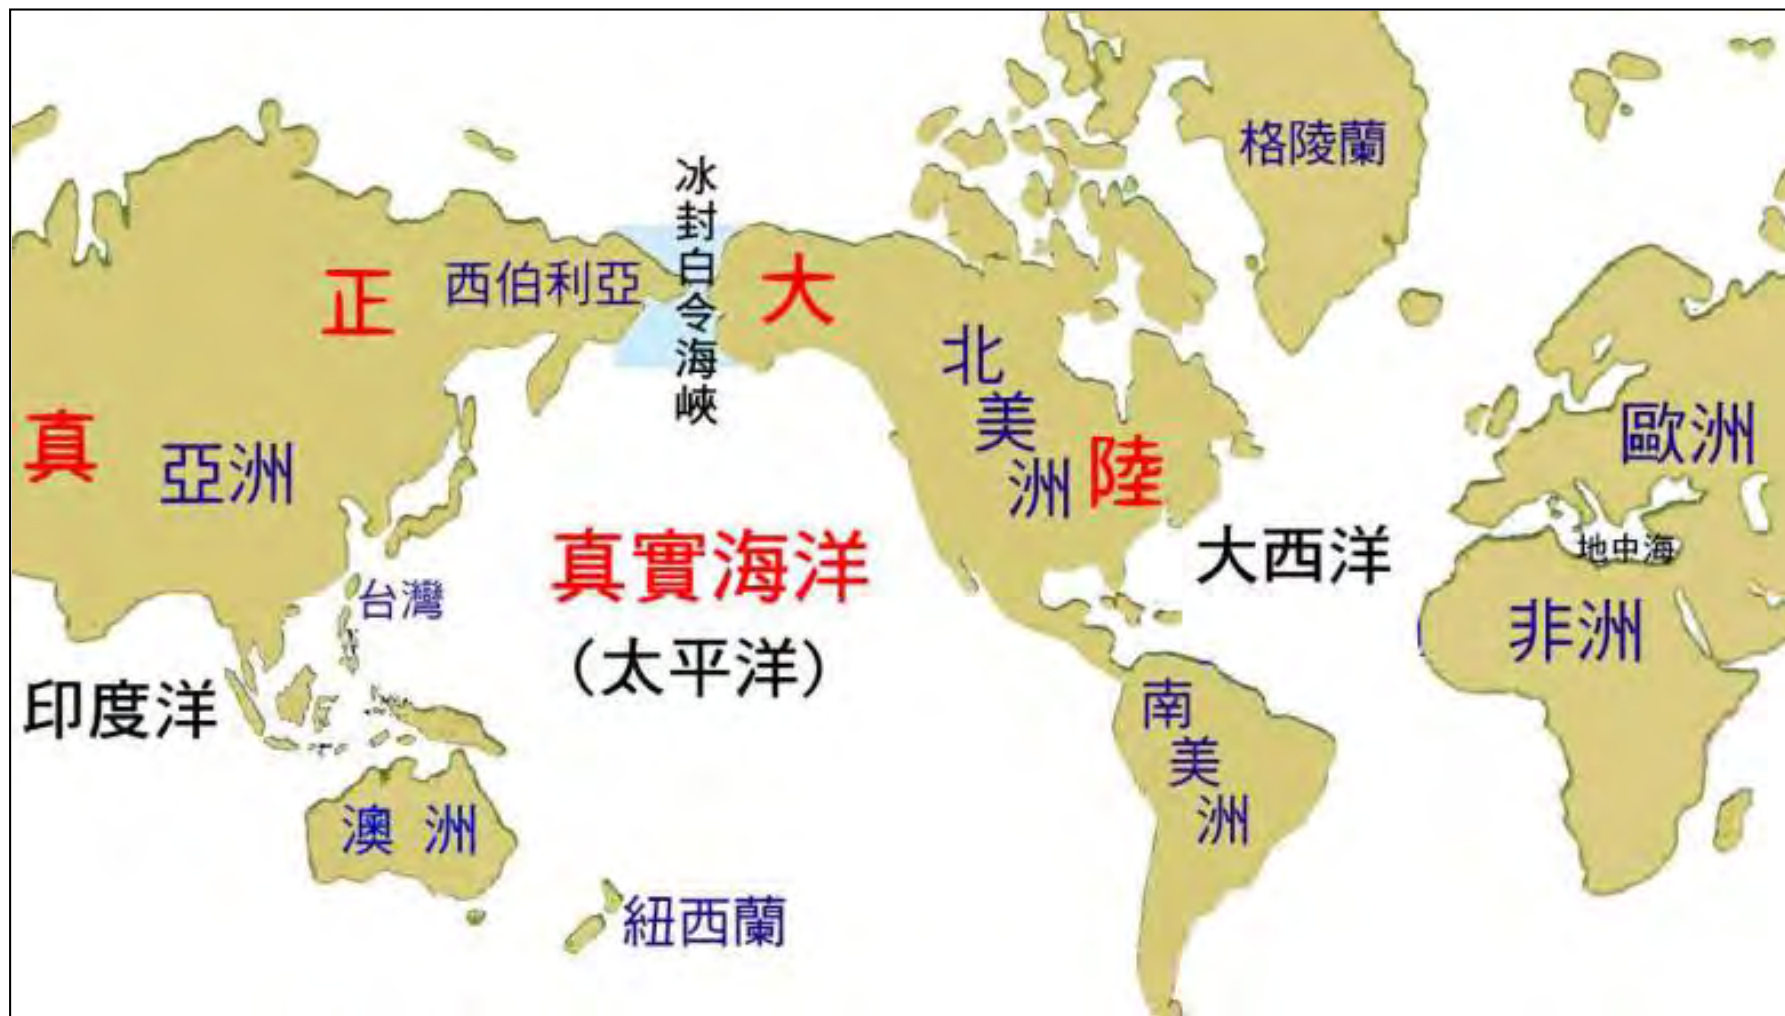 格陵蘭
冰封白令海峽
真正大陸
西伯利亞
北美洲
亞洲
歐洲
真實海洋
(太平洋)
大西洋
地中海
台灣
非洲
印度洋
南美洲
澳洲
紐西蘭